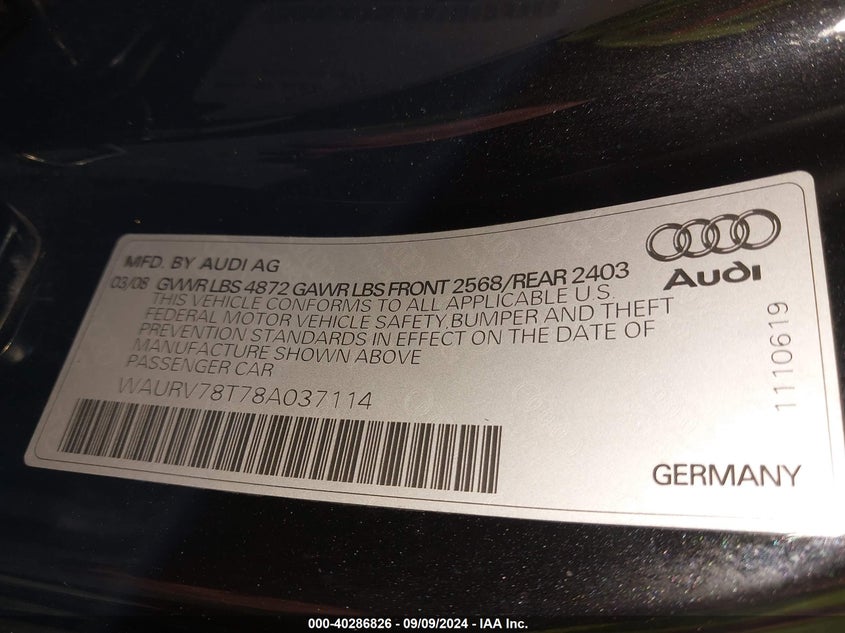 MFD. BY AUDI AG
03/08 GVWR LBS 4872 GAWR LBS FRONT 2568/REAR 2403
THIS VEHICLE CONFORMS TO ALL APPLICABLE U.S.
FEDERAL MOTOR VEHICLE SAFETY, BUMPER AND THEFT
PREVENTION STANDARDS IN EFFECT ON THE DATE OF
MANUFACTURE SHOWN ABOVE
PASSENGER CAR
WAURV78T78A037114
Audi
1110619
GERMANY
000-40286826 - 09/09/2024 - IAA Inc.